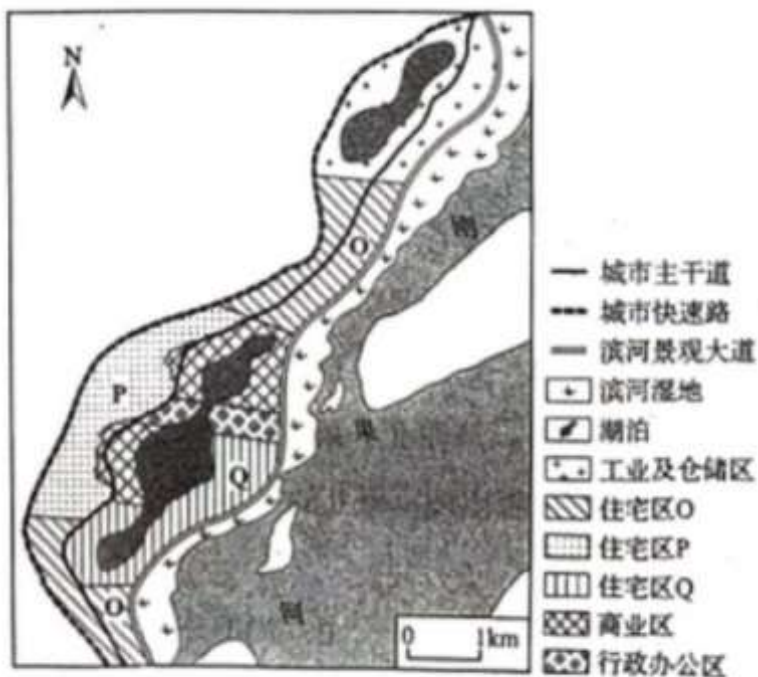 N
O
刚
P
果
Q
O
河
0 1km
城市主干道
城市快速路
滨河景观大道
滨河湿地
湖泊
工业及仓储区
住宅区O
住宅区P
住宅区Q
商业区
行政办公区